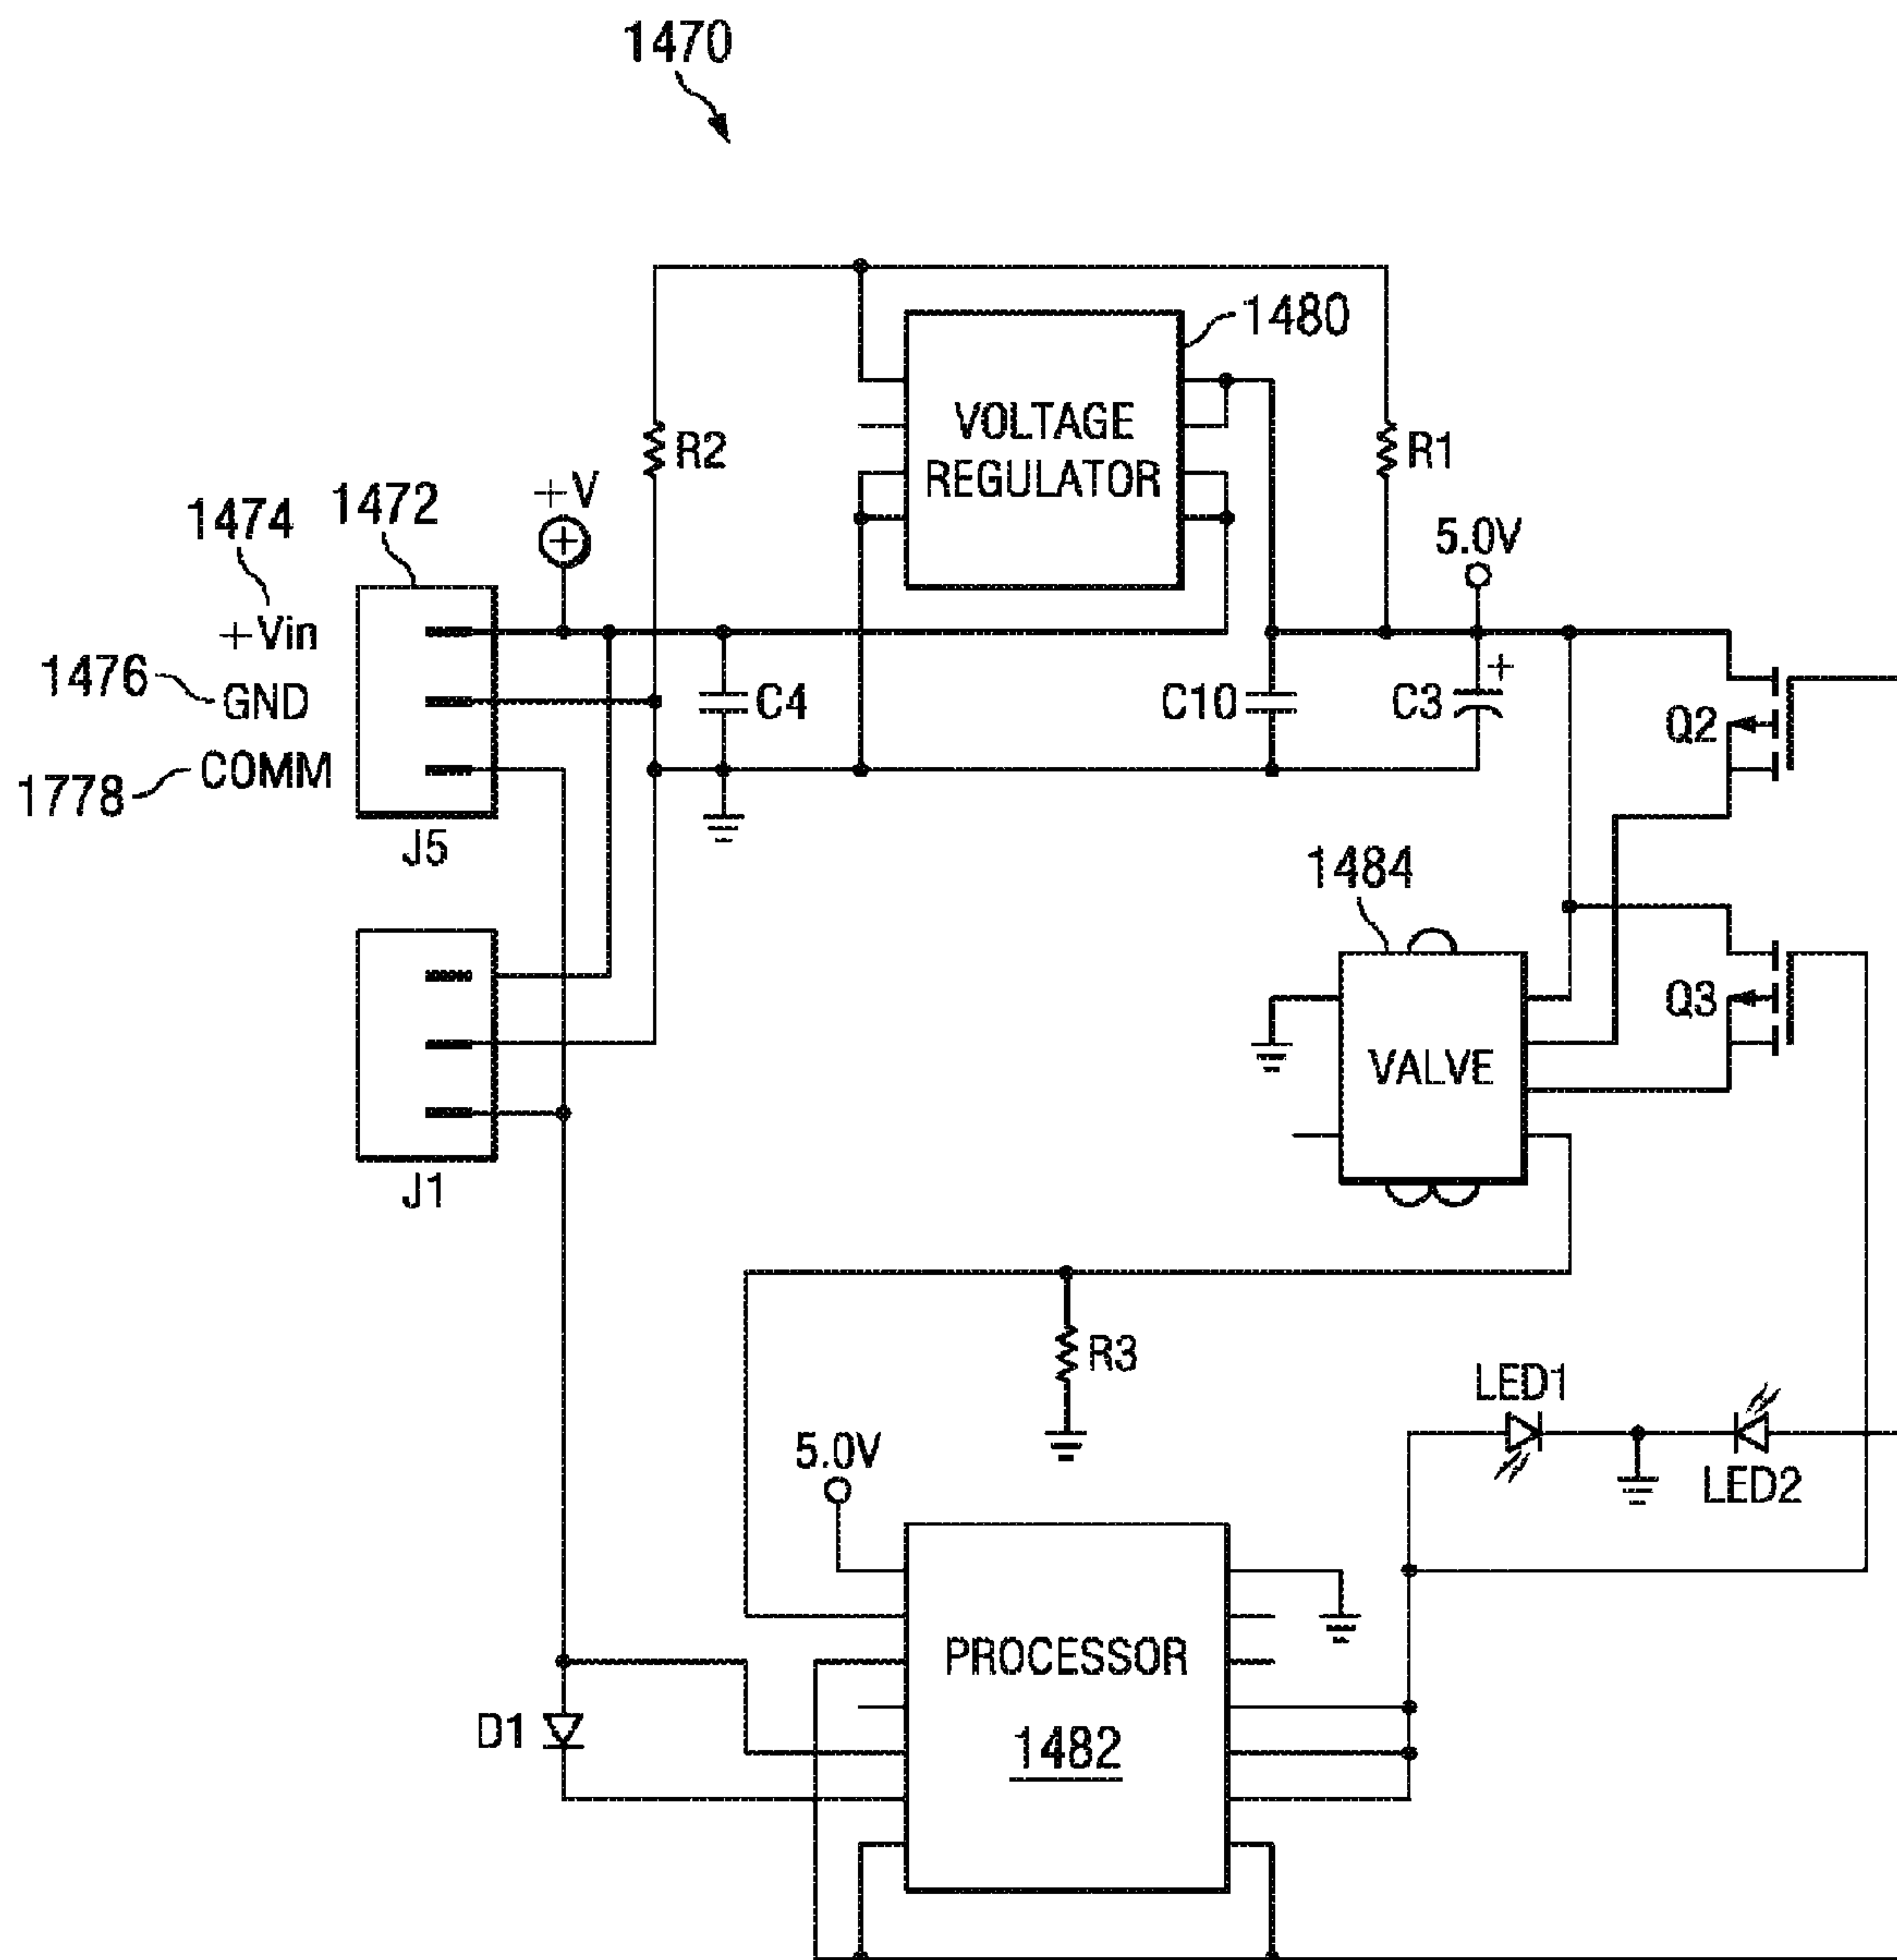 1470
1480
VOLTAGE
REGULATOR
R2
R1
+V
5.0V
1474
1472
+Vin
1476
GND
1778
COMM
J5
C4
C10
C3
+
Q2
1484
VALVE
Q3
J1
R3
LED1
LED2
5.0V
PROCESSOR
1482
D1